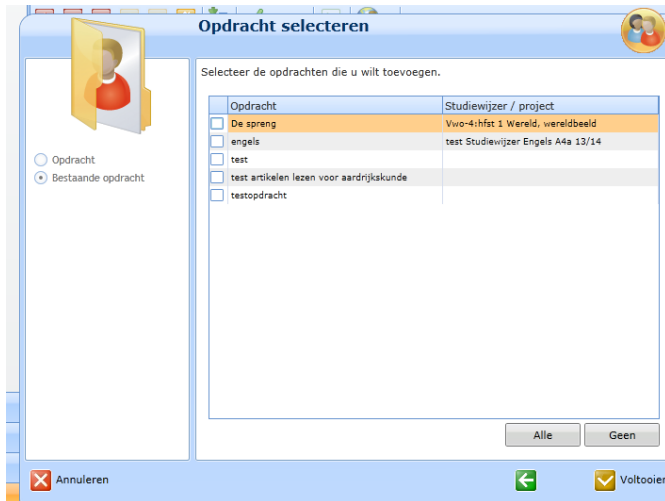 Opdracht selecteren
Selecteer de opdrachten die u wilt toevoegen.
Opdracht Studiewijzer / project
De spreng Vwo-4:hfst 1 Wereld, wereldbeeld
engels test Studiewijzer Engels A4a 13/14
test
test artikelen lezen voor aardrijkskunde
testopdracht
Opdracht
Bestaande opdracht
Alle Geen
Annuleren Voltooien